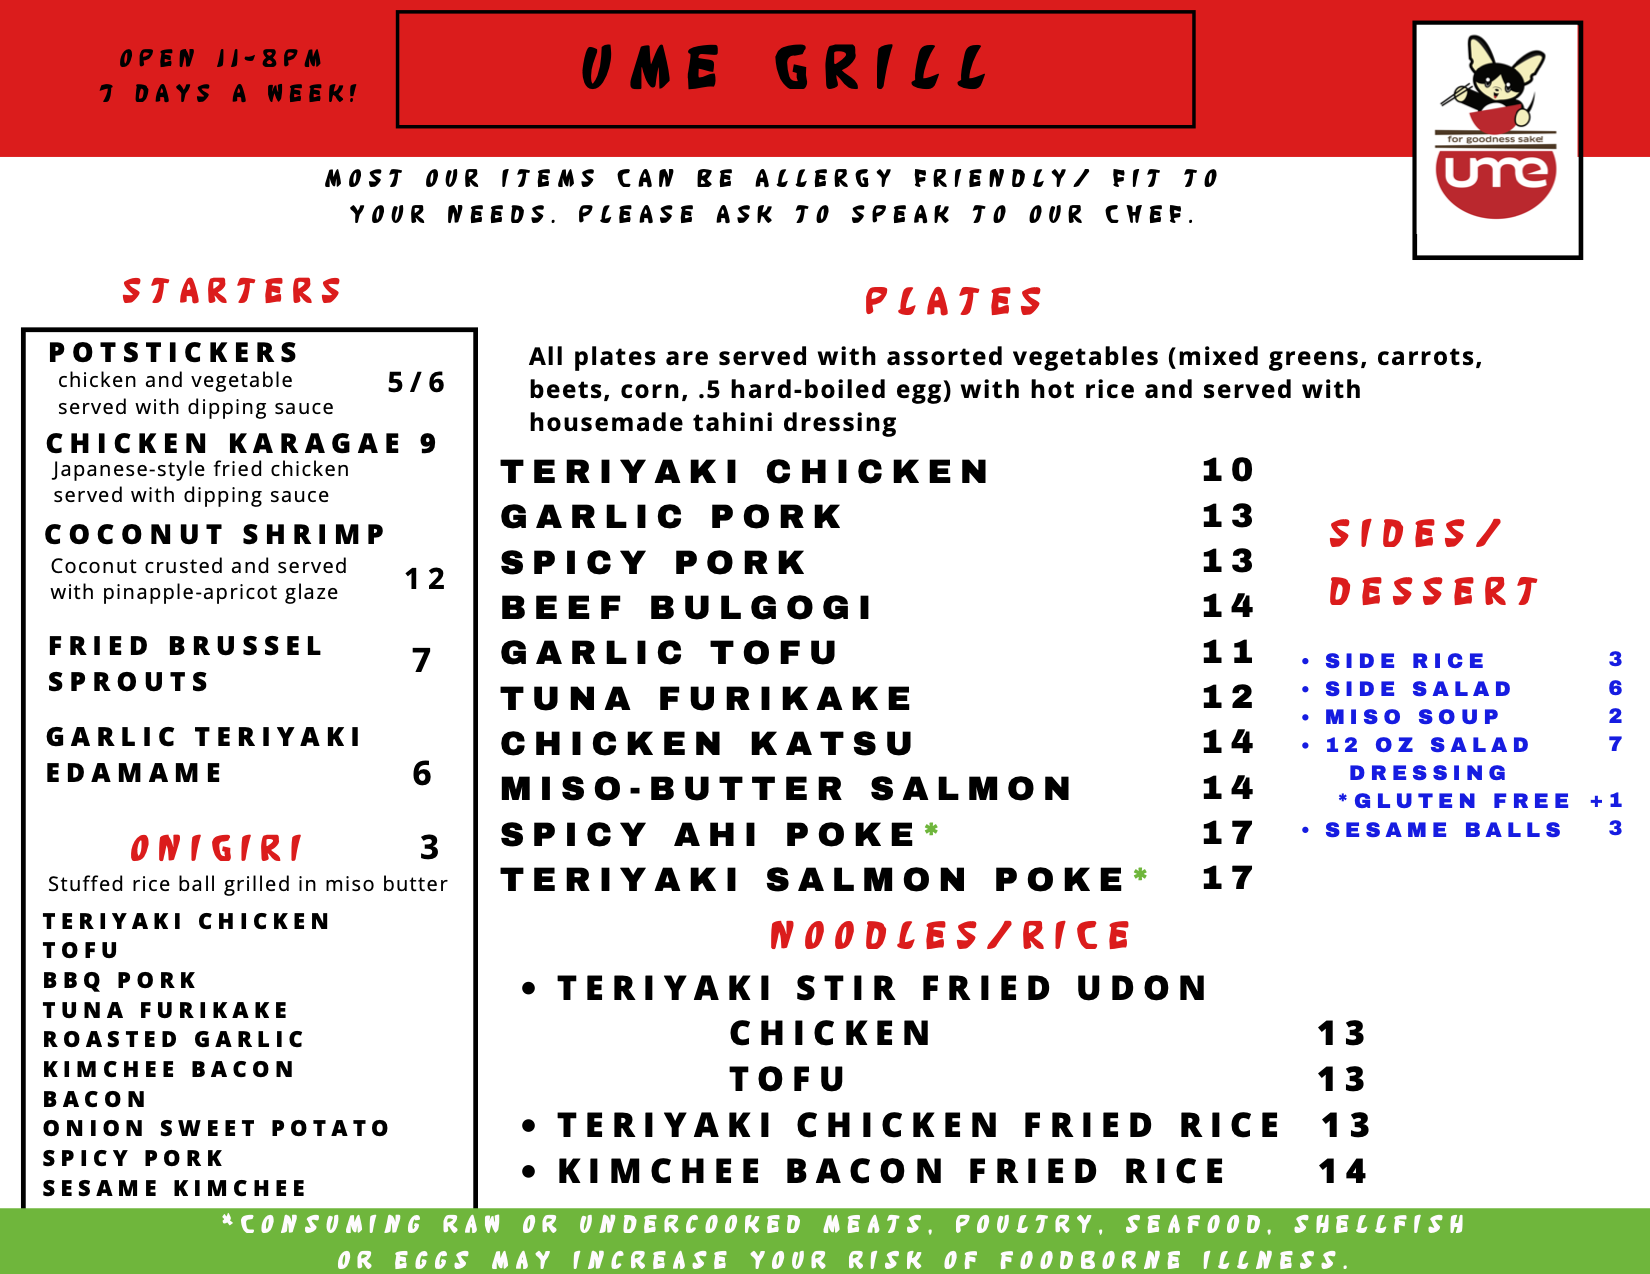 OPEN 11-8PM
7 DAYS A WEEK!
UME GRILL
for goodness sake!
ume
MOST OUR ITEMS CAN BE ALLERGY FRIENDLY/ FIT TO
YOUR NEEDS. PLEASE ASK TO SPEAK TO OUR CHEF.
STARTERS
POTSTICKERS
chicken and vegetable 5/6
served with dipping sauce
CHICKEN KARAGAE 9
Japanese-style fried chicken
served with dipping sauce
COCONUT SHRIMP
Coconut crusted and served 12
with pinapple-apricot glaze
FRIED BRUSSEL 7
SPROUTS
GARLIC TERIYAKI
EDAMAME 6
ONIGIRI 3
Stuffed rice ball grilled in miso butter
TERIYAKI CHICKEN
TOFU
BBQ PORK
TUNA FURIKAKE
ROASTED GARLIC
KIMCHEE BACON
BACON
ONION SWEET POTATO
SPICY PORK
SESAME KIMCHEE
PLATES
All plates are served with assorted vegetables (mixed greens, carrots,
beets, corn, .5 hard-boiled egg) with hot rice and served with
housemade tahini dressing
TERIYAKI CHICKEN 10
GARLIC PORK 13
SPICY PORK 13
BEEF BULGOGI 14
GARLIC TOFU 11
TUNA FURIKAKE 12
CHICKEN KATSU 14
MISO-BUTTER SALMON 14
SPICY AHI POKE* 17
TERIYAKI SALMON POKE* 17
NOODLES/RICE
• TERIYAKI STIR FRIED UDON
CHICKEN 13
TOFU 13
• TERIYAKI CHICKEN FRIED RICE 13
• KIMCHEE BACON FRIED RICE 14
SIDES/
DESSERT
• SIDE RICE 3
• SIDE SALAD 6
• MISO SOUP 2
• 12 OZ SALAD 7
DRESSING
*GLUTEN FREE +1
• SESAME BALLS 3
*CONSUMING RAW OR UNDERCOOKED MEATS, POULTRY, SEAFOOD, SHELLFISH
OR EGGS MAY INCREASE YOUR RISK OF FOODBORNE ILLNESS.